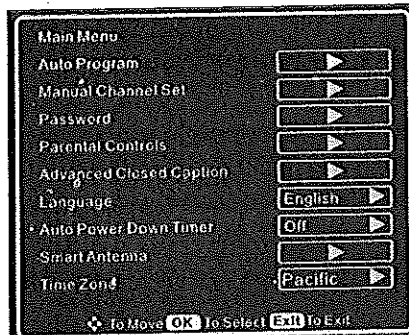 Main Menu
Auto Program
Manual Channel Set
Password
Parental Controls
Advanced Closed Caption
Language English
Auto Power Down Timer Off
Smart Antenna
Time Zone Pacific
To Move OK To Select Exit To Exit